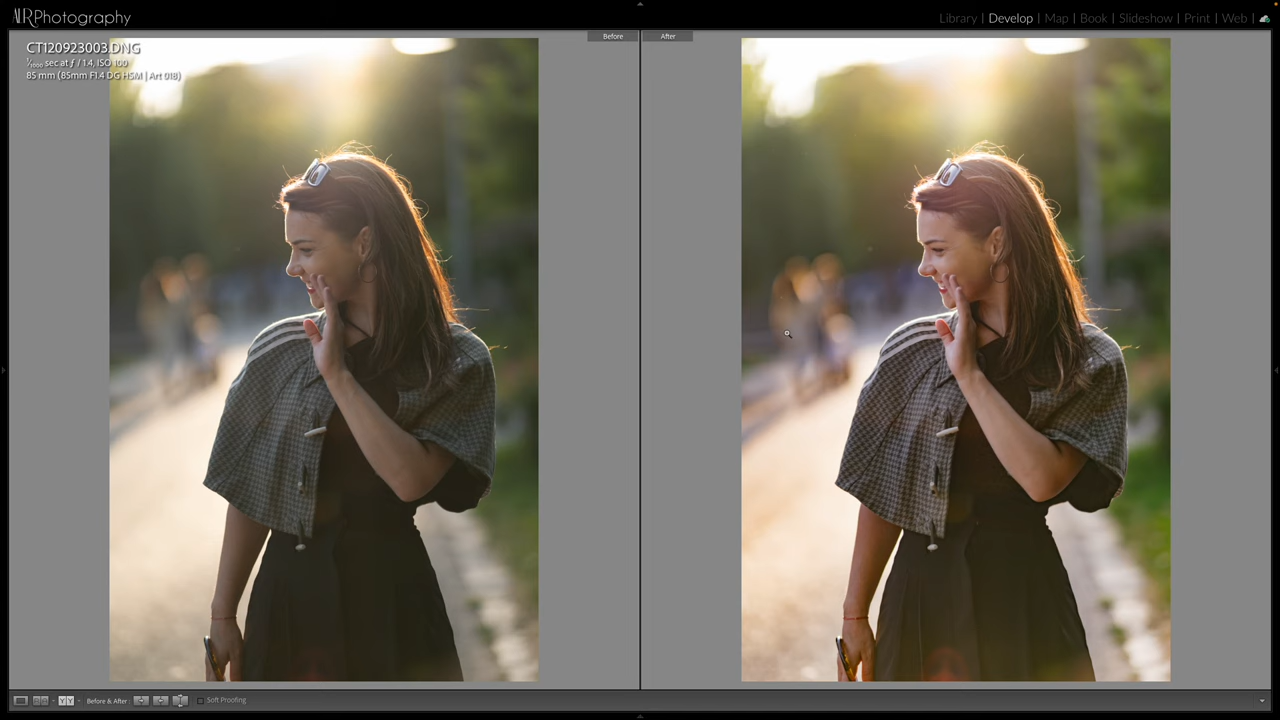 AIRPhotography
Library | Develop | Map | Book | Slideshow | Print | Web
Before
After
CT120923003.DNG
1/1000 sec at ƒ / 1.4, ISO 100
85 mm (85mm F1.4 DG HSM | Art 018)
Before & After :
Soft Proofing